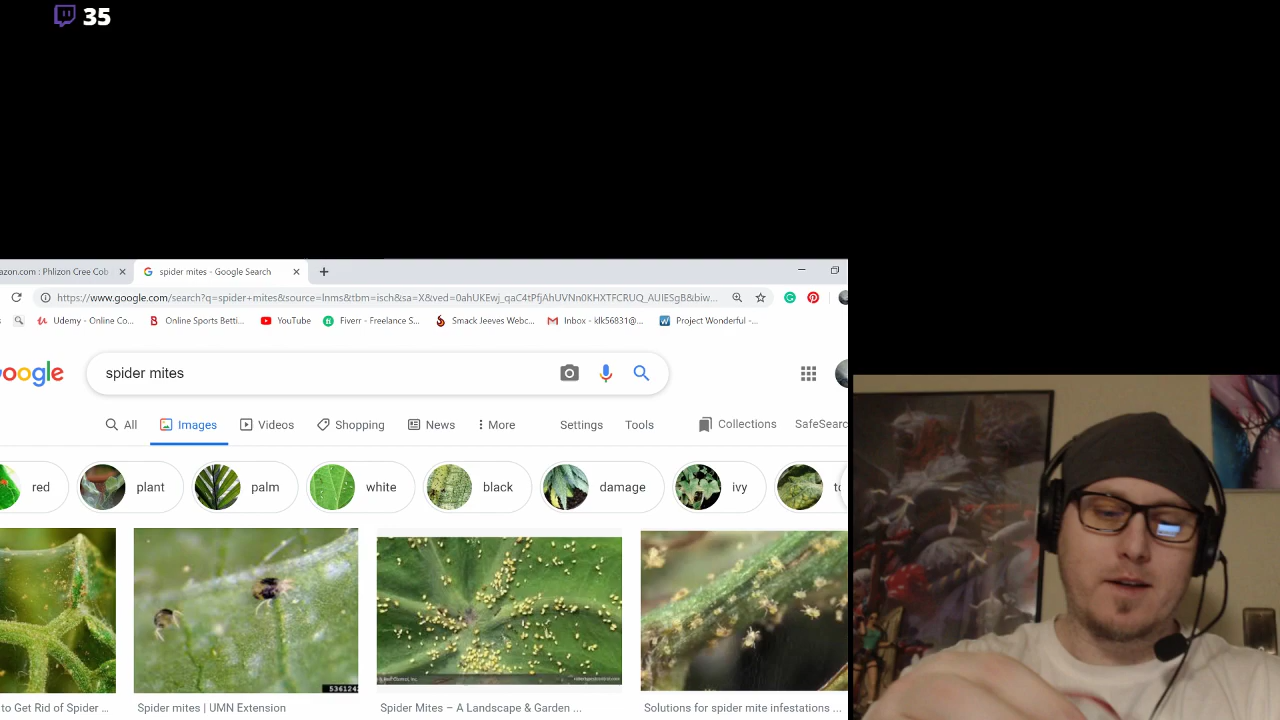 35
azon.com : Phlizon Cree Cob
spider mites - Google Search
https://www.google.com/search?q=spider+mites&source=lnms&tbm=isch&sa=X&ved=0ahUKEwj_qaC4tPfjAhUVNn0KHXTFCRUQ_AUIESgB&biw...
Udemy - Online Co...
Online Sports Betti...
YouTube
Fiverr - Freelance S...
Smack Jeeves Webc...
Inbox - klk56831@...
Project Wonderful -...
oogle
spider mites
All
Images
Videos
Shopping
News
More
Settings
Tools
Collections
SafeSearc
red
plant
palm
white
black
damage
ivy
to
536124
to Get Rid of Spider ...
Spider mites | UMN Extension
Spider Mites – A Landscape & Garden ...
Solutions for spider mite infestations ...